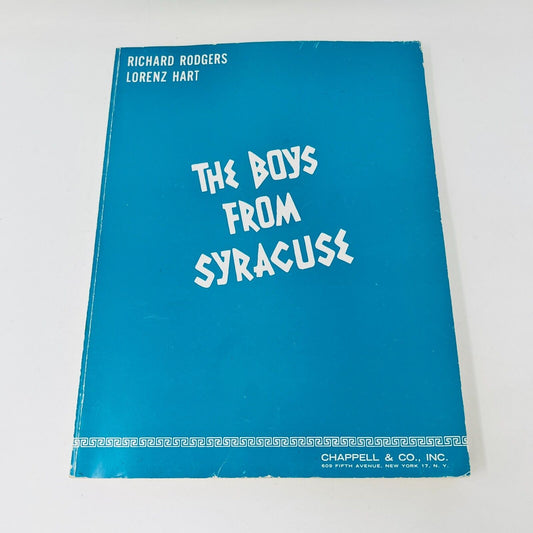 RICHARD RODGERS
LORENZ HART
THE BOYS
FROM
SYRACUSE
CHAPPELL & CO., INC.
609 FIFTH AVENUE, NEW YORK 17, N. Y.